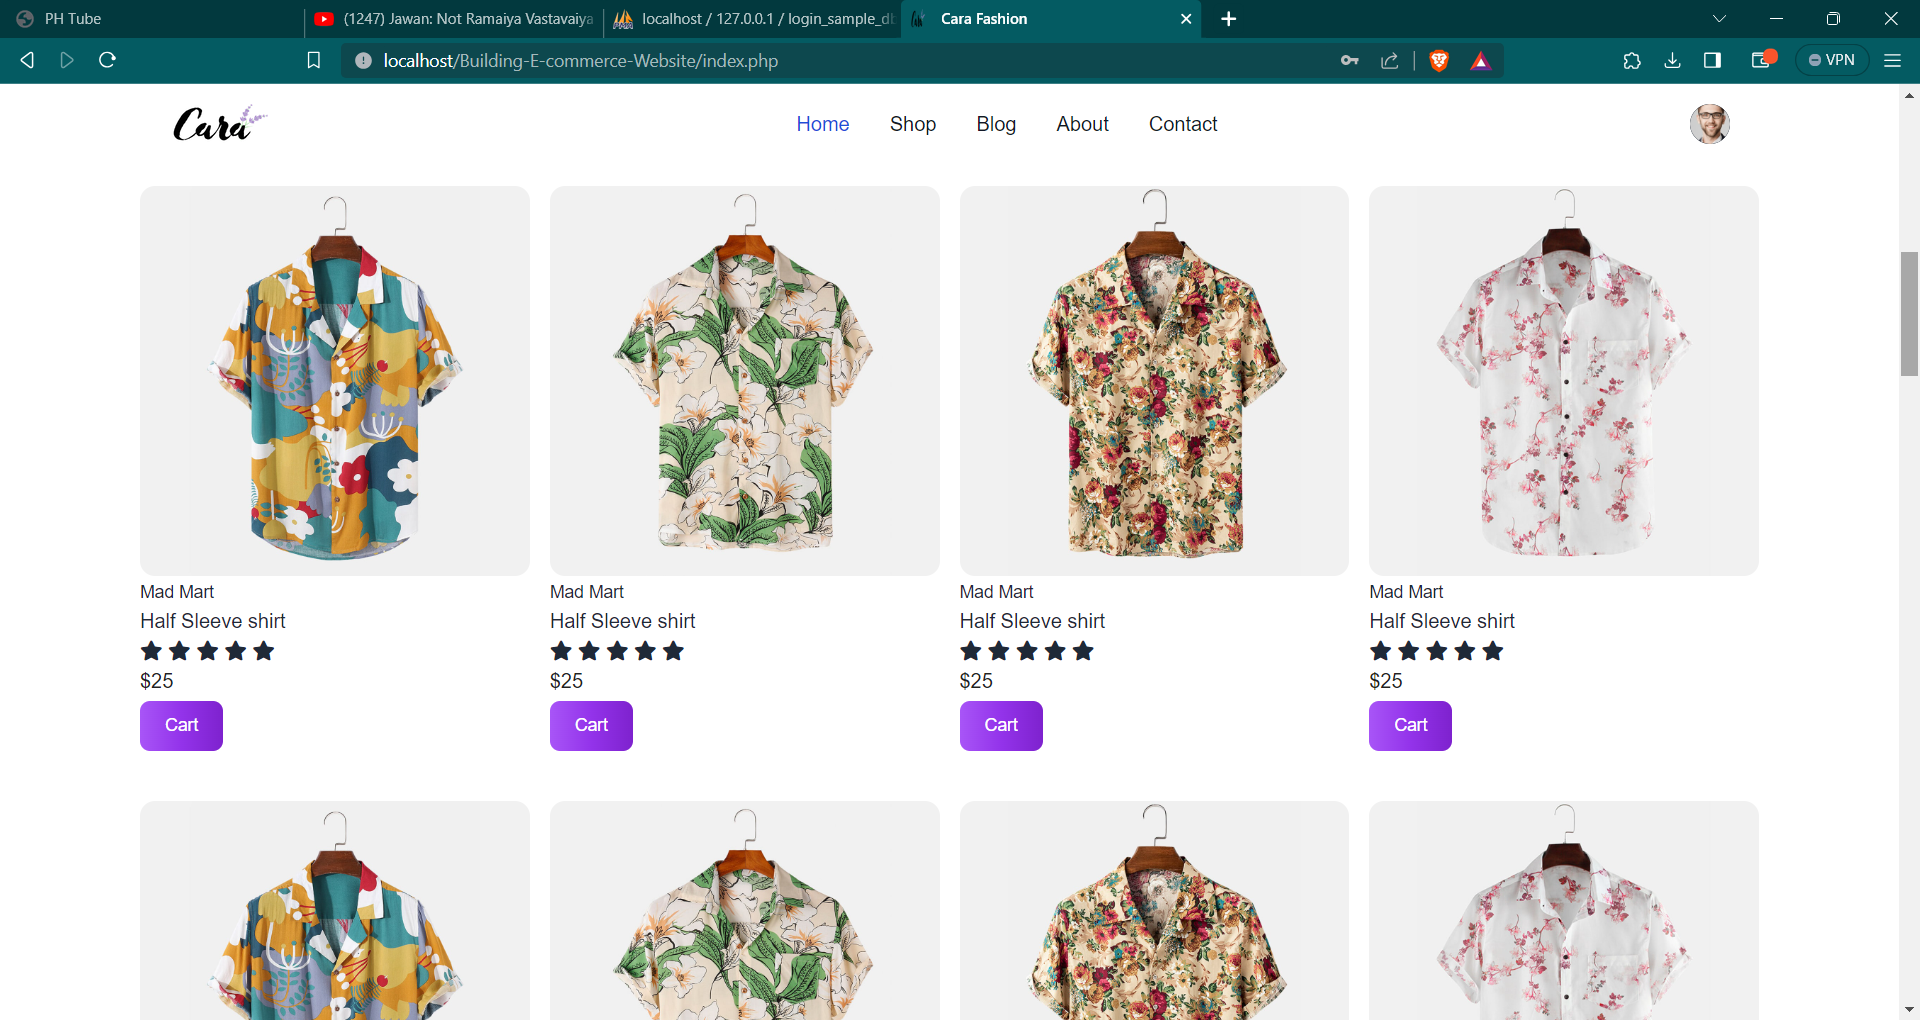 PH Tube
(1247) Jawan: Not Ramaiya Vastavaiya
localhost / 127.0.0.1 / login_sample_d
Cara Fashion
localhost/Building-E-commerce-Website/index.php
VPN
Cara
Home
Shop
Blog
About
Contact
Mad Mart
Half Sleeve shirt
$25
Cart
Mad Mart
Half Sleeve shirt
$25
Cart
Mad Mart
Half Sleeve shirt
$25
Cart
Mad Mart
Half Sleeve shirt
$25
Cart